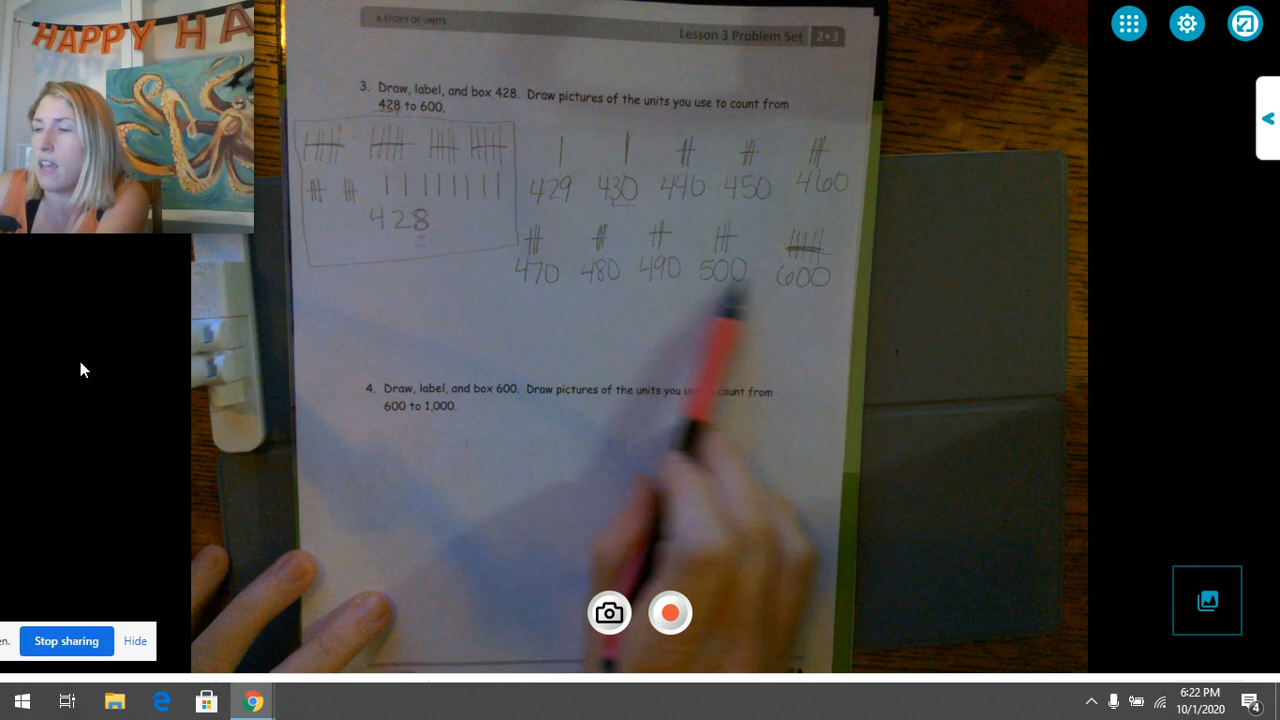 HAPPY HA
A STORY OF UNITS
Lesson 3 Problem Set 2•3
3. Draw, label, and box 428. Draw pictures of the units you use to count from
428 to 600.
429 430 440 450 460
428
470 480 490 500 600
4. Draw, label, and box 600. Draw pictures of the units you count from
600 to 1,000.
en. Stop sharing Hide
6:22 PM
10/1/2020
4